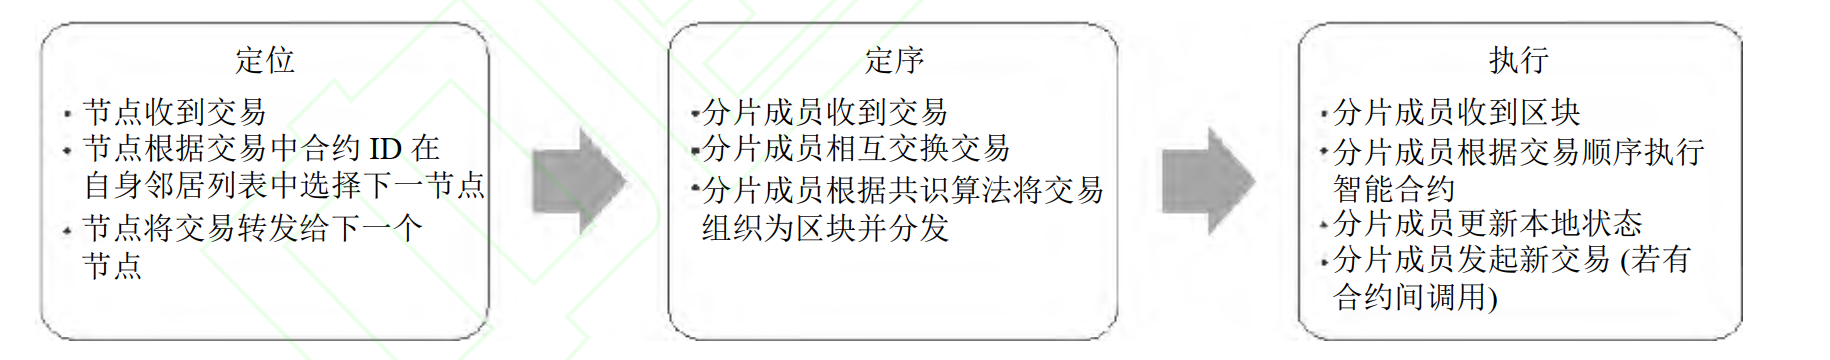 定位
· 节点收到交易
· 节点根据交易中合约 ID 在
自身邻居列表中选择下一节点
· 节点将交易转发给下一个
节点
定序
·分片成员收到交易
·分片成员相互交换交易
·分片成员根据共识算法将交易
组织为区块并分发
执行
·分片成员收到区块
·分片成员根据交易顺序执行
智能合约
·分片成员更新本地状态
·分片成员发起新交易 (若有
合约间调用)